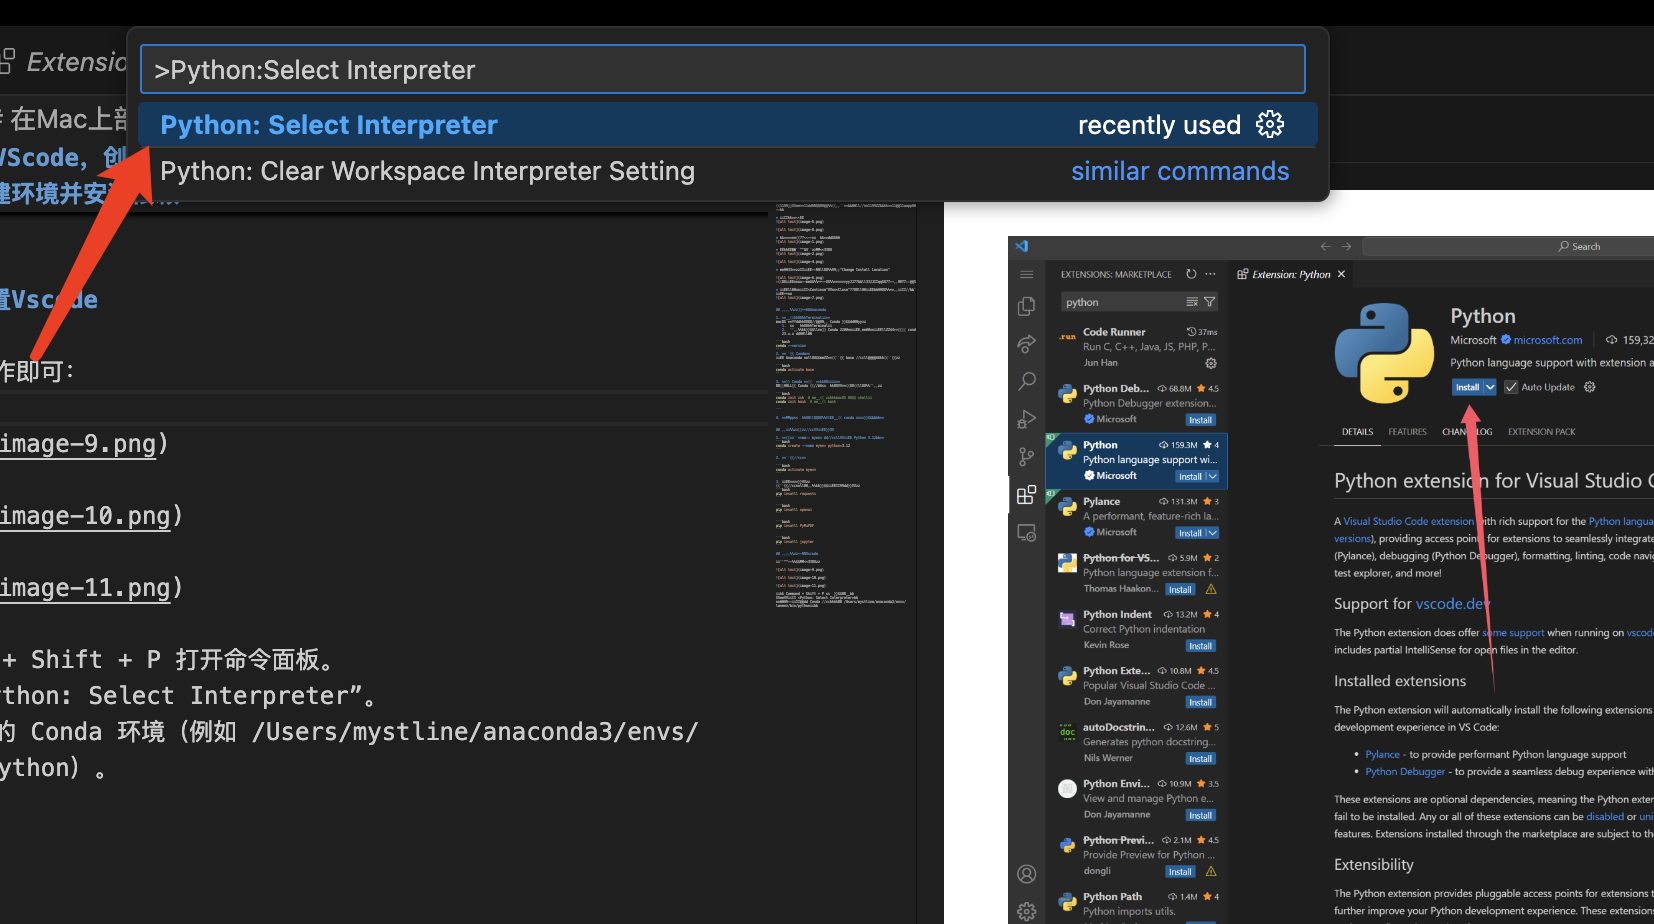 Extensio
>Python:Select Interpreter
Python: Select Interpreter
recently used
Python: Clear Workspace Interpreter Setting
similar commands
在Mac上部
VScode，创
建环境并安
置Vscode
作即可：
image-9.png)
image-10.png)
image-11.png)
+ Shift + P 打开命令面板。
ython: Select Interpreter”。
的 Conda 环境（例如 /Users/mystline/anaconda3/envs/
ython）。
Search
EXTENSIONS: MARKETPLACE
Extension: Python
python
Code Runner
37ms
Run C, C++, Java, JS, PHP, P...
Jun Han
Python Deb...
68.8M
4.5
Python Debugger extension...
Microsoft
Install
Python
159.3M
4
Python language support wi...
Microsoft
Install
Pylance
131.3M
3
A performant, feature-rich la...
Microsoft
Install
Python for VS...
5.9M
2
Python language extension f...
Thomas Haakon...
Install
Python Indent
13.2M
4
Correct Python indentation
Kevin Rose
Install
Python Exte...
10.8M
4.5
Popular Visual Studio Code ...
Don Jayamanne
Install
autoDocstrin...
12.6M
5
Generates python docstring...
Nils Werner
Install
Python Envi...
10.9M
3.5
View and manage Python e...
Don Jayamanne
Install
Python Previ...
2.1M
4.5
Provide Preview for Python ...
dongli
Install
Python Path
1.4M
4
Python imports utils.
Python
Microsoft
microsoft.com
159,32
Python language support with extension a
Install
Auto Update
DETAILS
FEATURES
CHANGELOG
EXTENSION PACK
Python extension for Visual Studio C
A Visual Studio Code extension with rich support for the Python langua
versions), providing access points for extensions to seamlessly integrate
(Pylance), debugging (Python Debugger), formatting, linting, code navig
test explorer, and more!
Support for vscode.dev
The Python extension does offer some support when running on vscode
includes partial IntelliSense for open files in the editor.
Installed extensions
The Python extension will automatically install the following extensions
development experience in VS Code:
• Pylance - to provide performant Python language support
• Python Debugger - to provide a seamless debug experience with
These extensions are optional dependencies, meaning the Python exten
fail to be installed. Any or all of these extensions can be disabled or uni
features. Extensions installed through the marketplace are subject to the
Extensibility
The Python extension provides pluggable access points for extensions t
further improve your Python development experience. These extensions